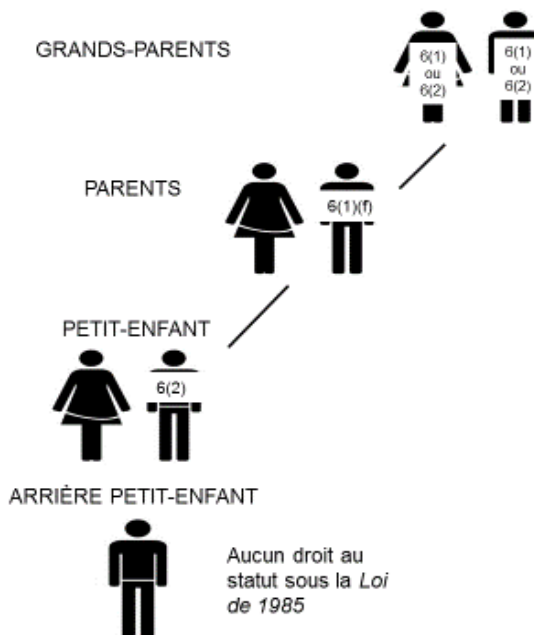 GRANDS-PARENTS
6(1)
ou
6(2)
6(1)
ou
6(2)
PARENTS
6(1)(f)
PETIT-ENFANT
6(2)
ARRIÈRE PETIT-ENFANT
Aucun droit au
statut sous la Loi
de 1985